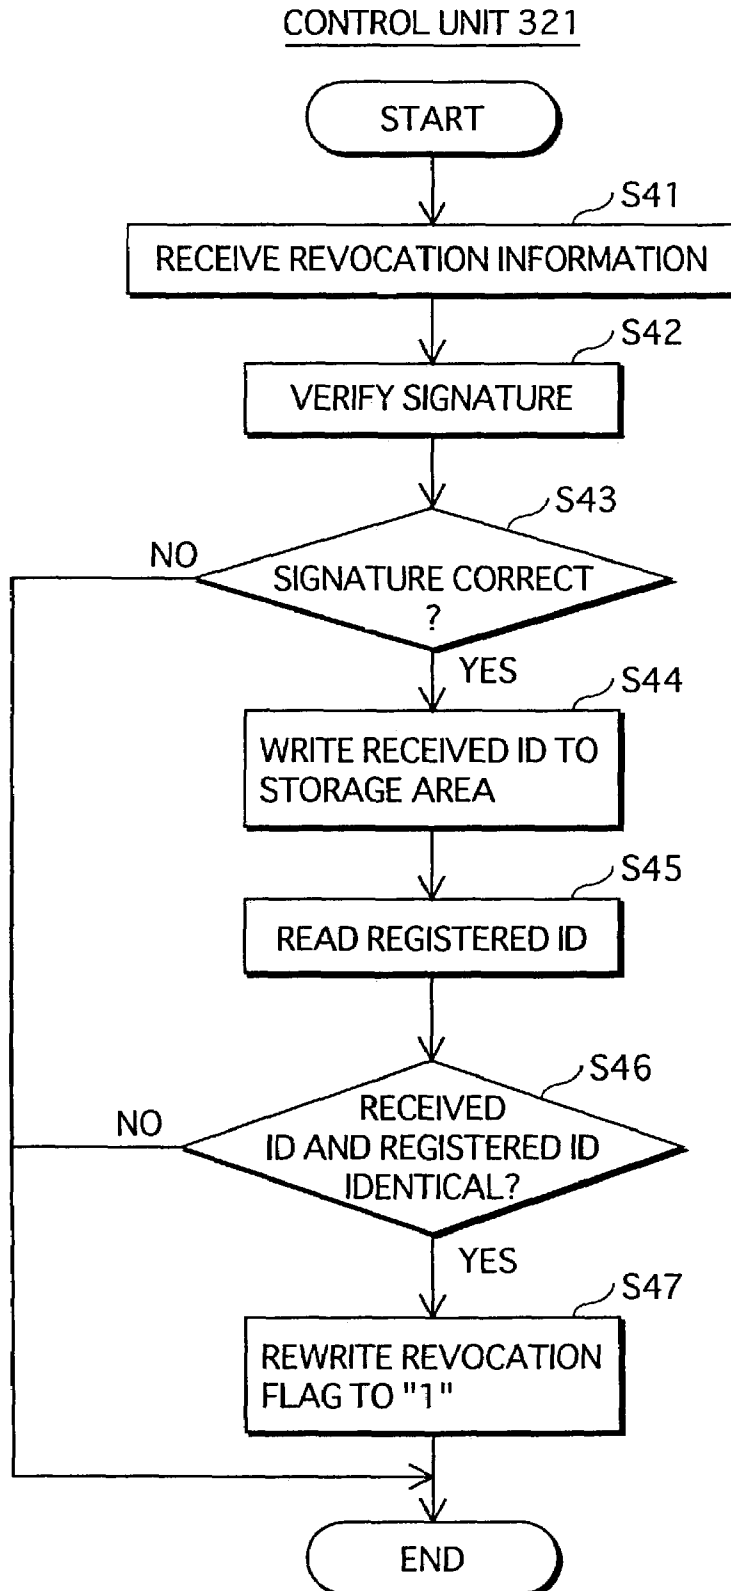 CONTROL UNIT 321
START
S41
RECEIVE REVOCATION INFORMATION
S42
VERIFY SIGNATURE
S43
NO
SIGNATURE CORRECT
?
YES
S44
WRITE RECEIVED ID TO
STORAGE AREA
S45
READ REGISTERED ID
S46
NO
RECEIVED
ID AND REGISTERED ID
IDENTICAL?
YES
S47
REWRITE REVOCATION
FLAG TO "1"
END